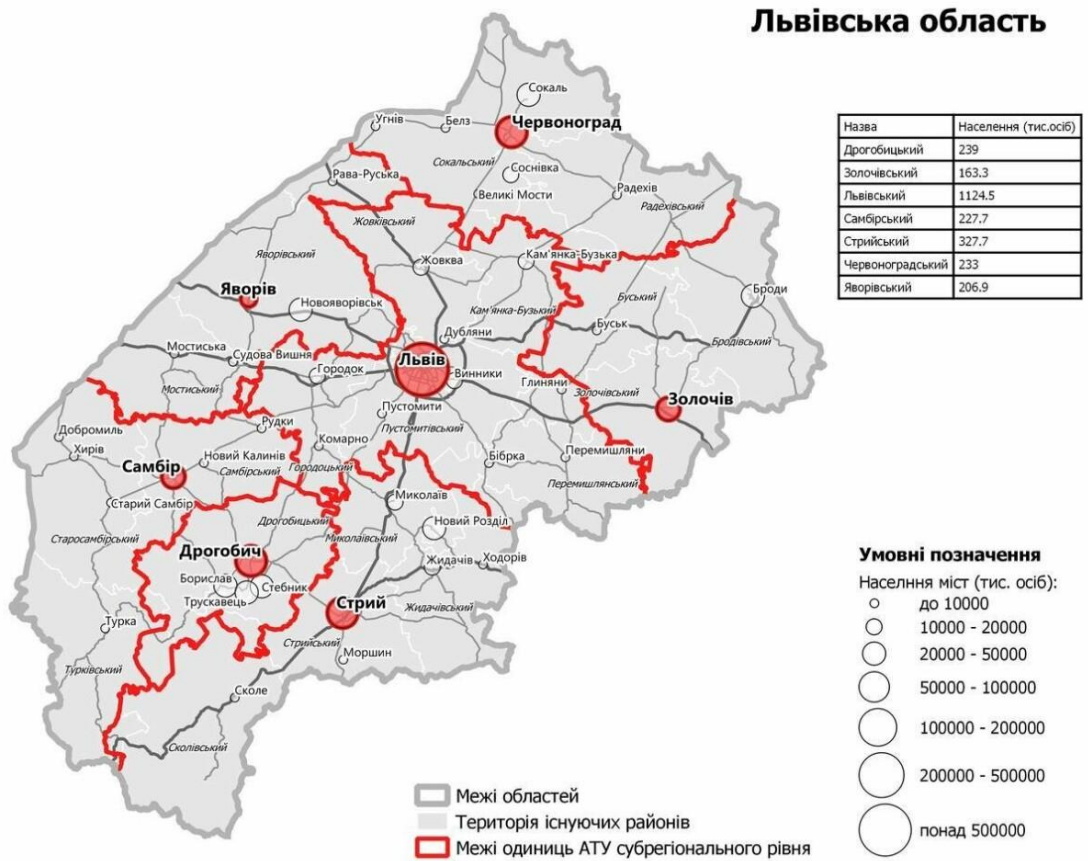 Львівська область
Назва Населення (тис.осіб)
Дрогобицький 239
Золочівський 163.3
Львівський 1124.5
Самбірський 227.7
Стрийський 327.7
Червоноградський 233
Яворівський 206.9
Сокаль
Угнів
Белз
Червоноград
Сокальський
Соснівка
Рава-Руська
Великі Мости
Радехів
Радехівський
Жовківський
Яворівський
Жовква
Кам'янка-Бузька
Яворів
Новояворівськ
Кам'янка-Бузький
Буський
Броди
Дубляни
Буськ
Бродівський
Мостиська
Судова Вишня
Львів
Городок
Винники
Мостиський
Глиняни
Золочівський
Золочів
Пустомити
Пустомитівський
Рудки
Добромиль
Хирів
Комарно
Новий Калинів
Самбір
Самбірський
Городоцький
Бібрка
Перемишляни
Перемишлянський
Старий Самбір
Миколаїв
Дрогобицький
Новий Розділ
Старосамбірський
Миколаївський
Дрогобич
Жидачів
Ходорів
Борислав
Стебник
Трускавець
Стрий
Жидачівський
Турка
Стрийський
Моршин
Турківський
Сколе
Сколівський
Умовні позначення
Населння міст (тис. осіб):
до 10000
10000 - 20000
20000 - 50000
50000 - 100000
100000 - 200000
200000 - 500000
понад 500000
Межі областей
Територія існуючих районів
Межі одиниць АТУ субрегіонального рівня